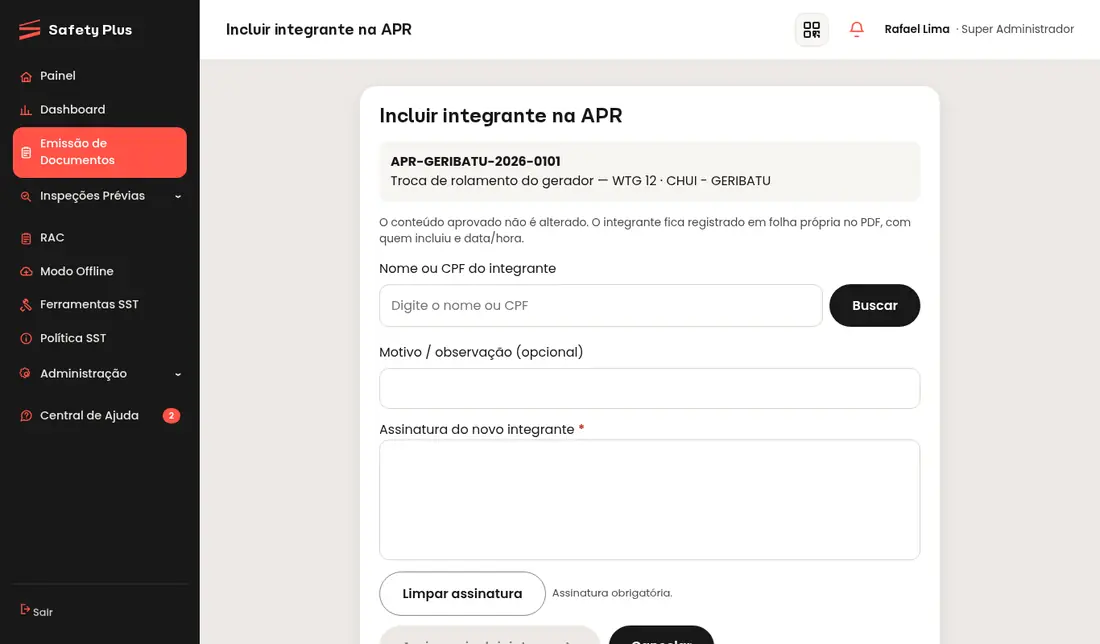 Safety Plus
Incluir integrante na APR
Rafael Lima · Super Administrador
Painel
Dashboard
Emissão de
Documentos
Inspeções Prévias
RAC
Modo Offline
Ferramentas SST
Política SST
Administração
Central de Ajuda 2
Sair
Incluir integrante na APR
APR-GERIBATU-2026-0101
Troca de rolamento do gerador — WTG 12 · CHUI - GERIBATU
O conteúdo aprovado não é alterado. O integrante fica registrado em folha própria no PDF, com
quem incluiu e data/hora.
Nome ou CPF do integrante
Digite o nome ou CPF
Buscar
Motivo / observação (opcional)
Assinatura do novo integrante *
Limpar assinatura
Assinatura obrigatória.
Cancelar